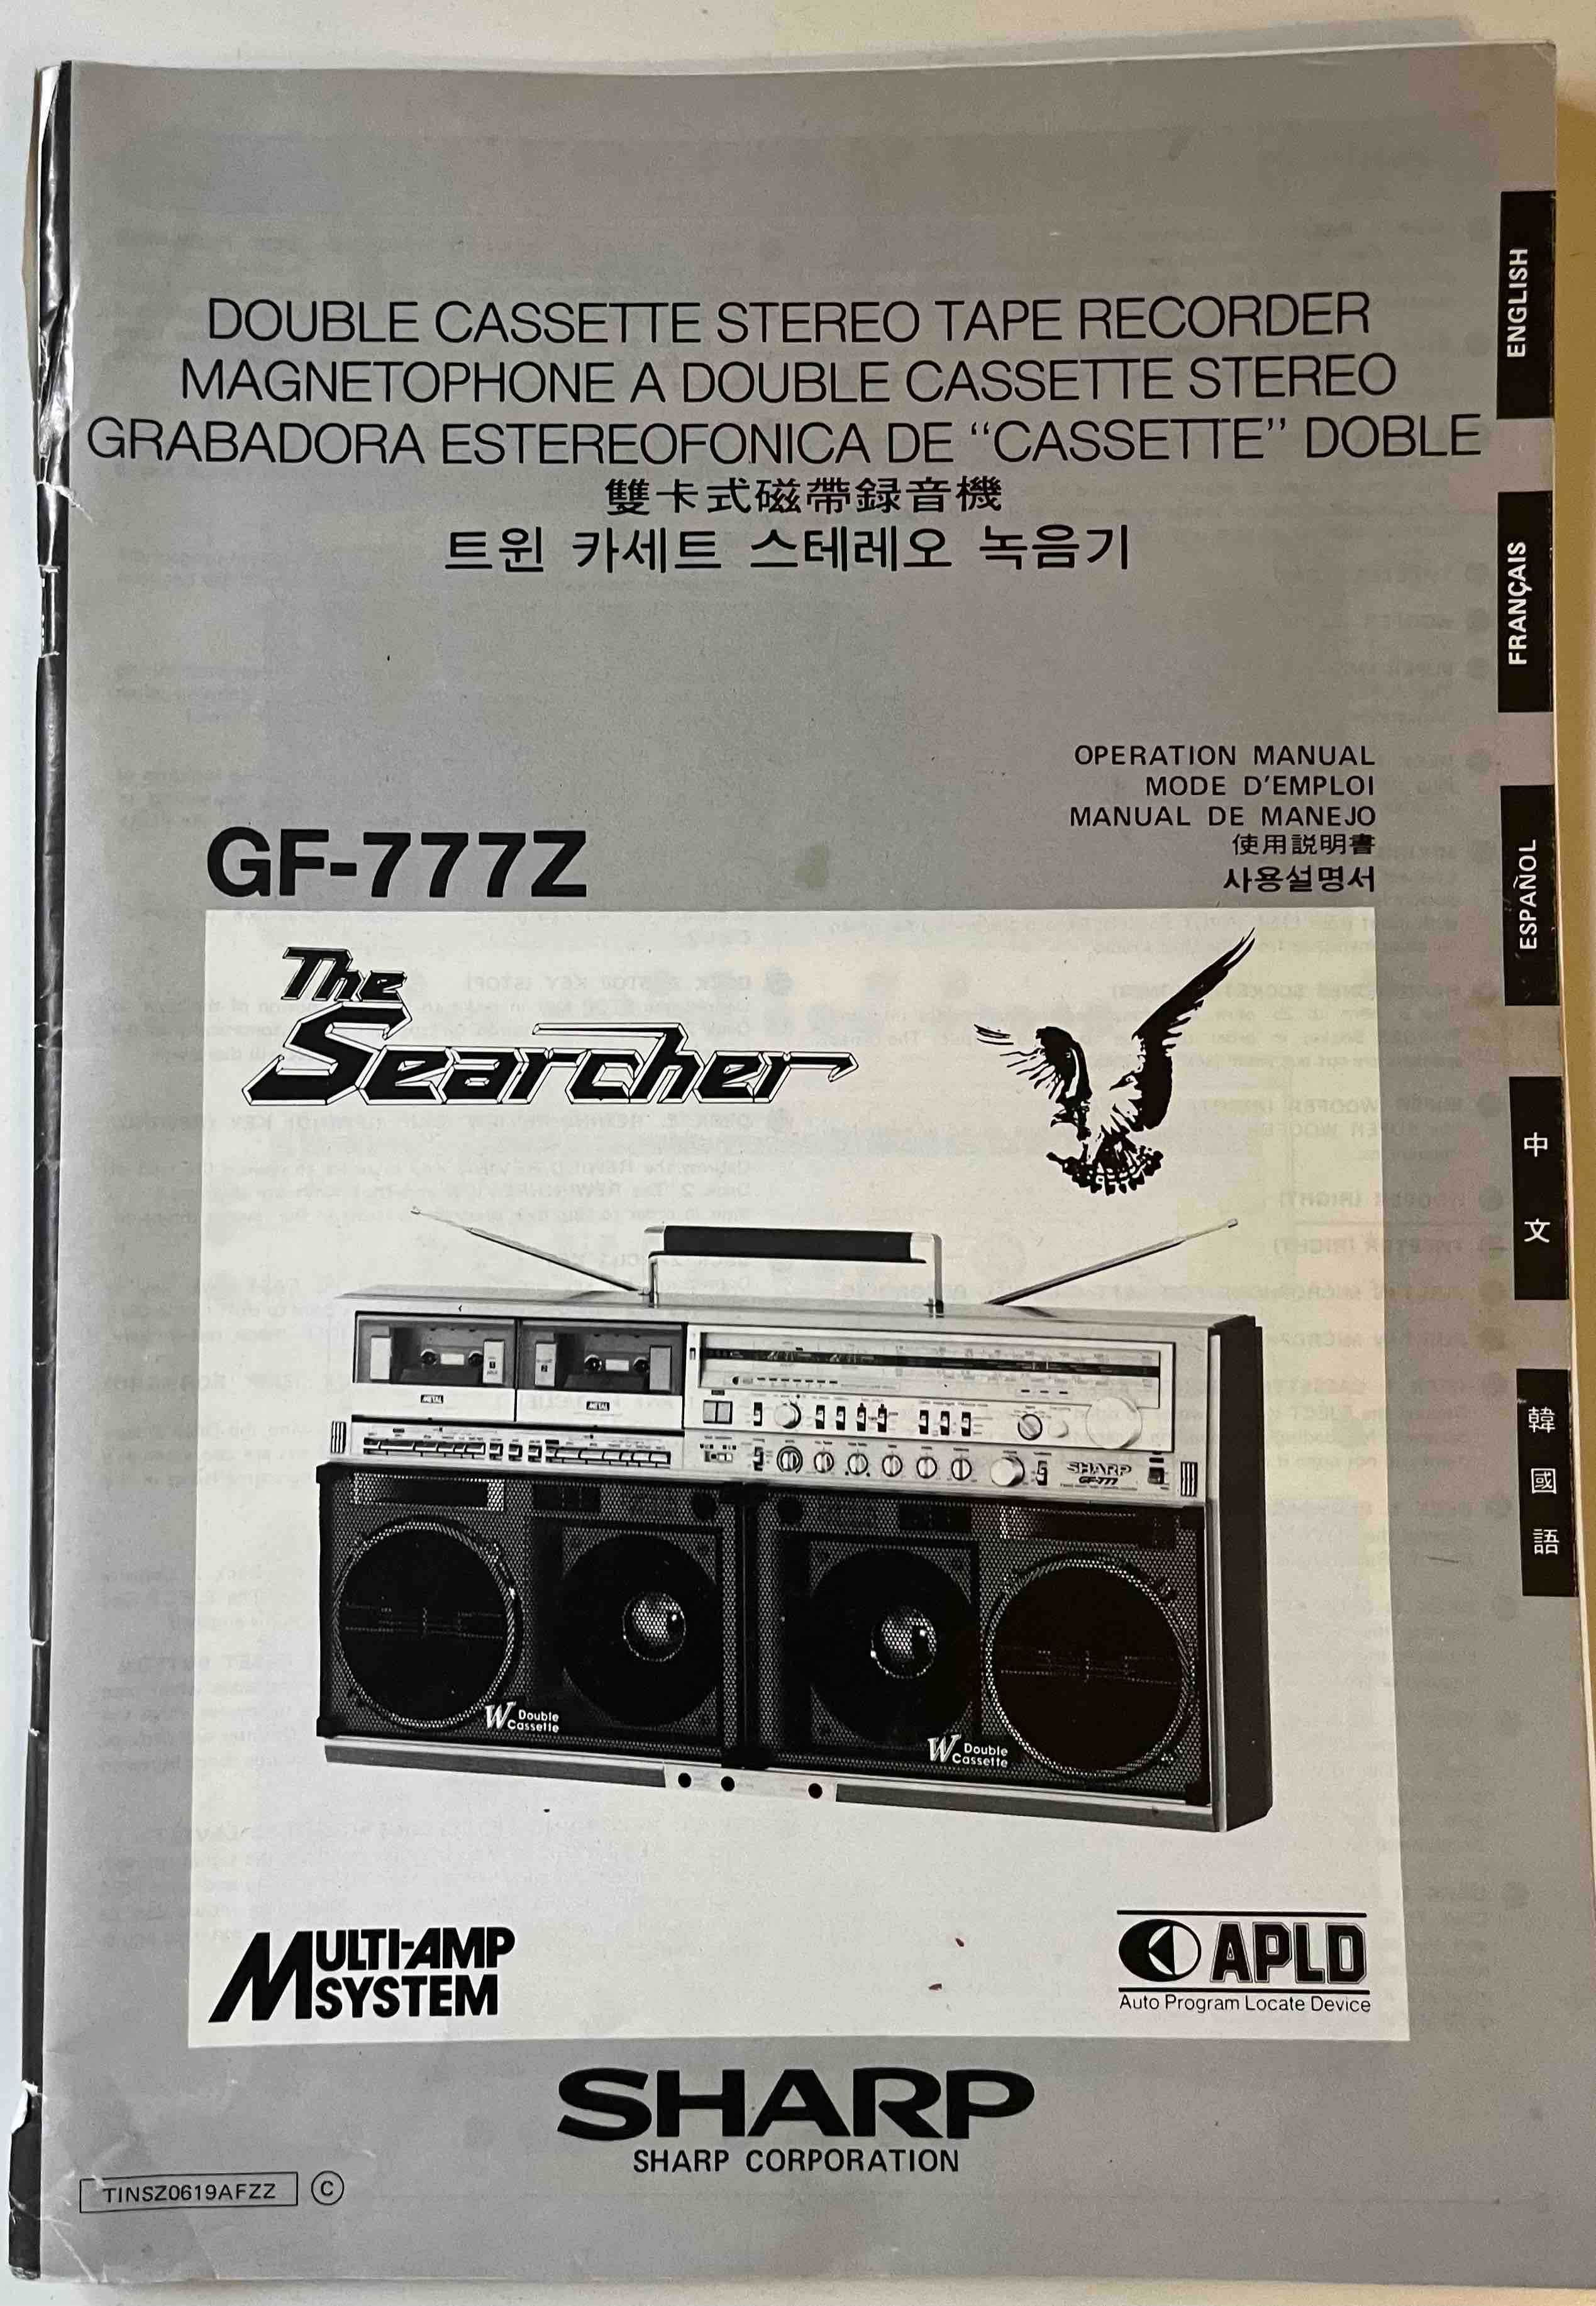 DOUBLE CASSETTE STEREO TAPE RECORDER
MAGNETOPHONE A DOUBLE CASSETTE STEREO
GRABADORA ESTEREOFONICA DE “CASSETTE” DOBLE
雙卡式磁帶録音機
트윈 카세트 스테레오 녹음기
OPERATION MANUAL
MODE D'EMPLOI
MANUAL DE MANEJO
使用説明書
사용설명서
GF-777Z
The
Searcher
METAL
METAL
SHARP
GF-777
W Double
Cassette
W Double
Cassette
MULTI-AMP
SYSTEM
APLD
Auto Program Locate Device
SHARP
SHARP CORPORATION
TINSZ0619AFZZ
C
ENGLISH
FRANÇAIS
ESPAÑOL
中文
韓國語